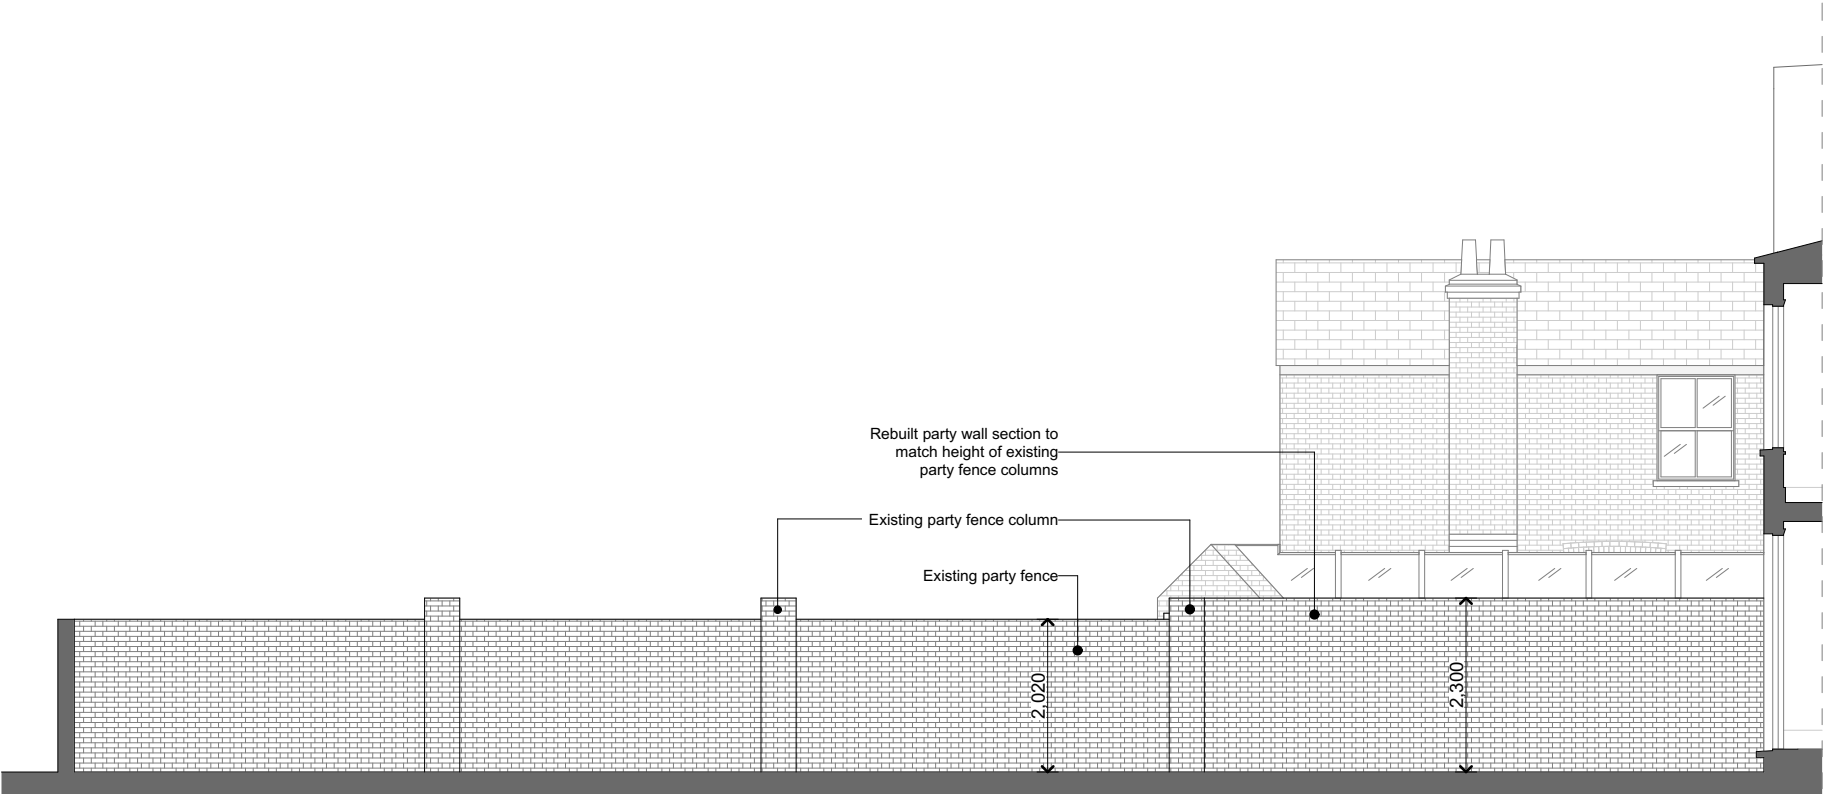 Rebuilt party wall section to
match height of existing
party fence columns
Existing party fence column
Existing party fence
2,020
2,300